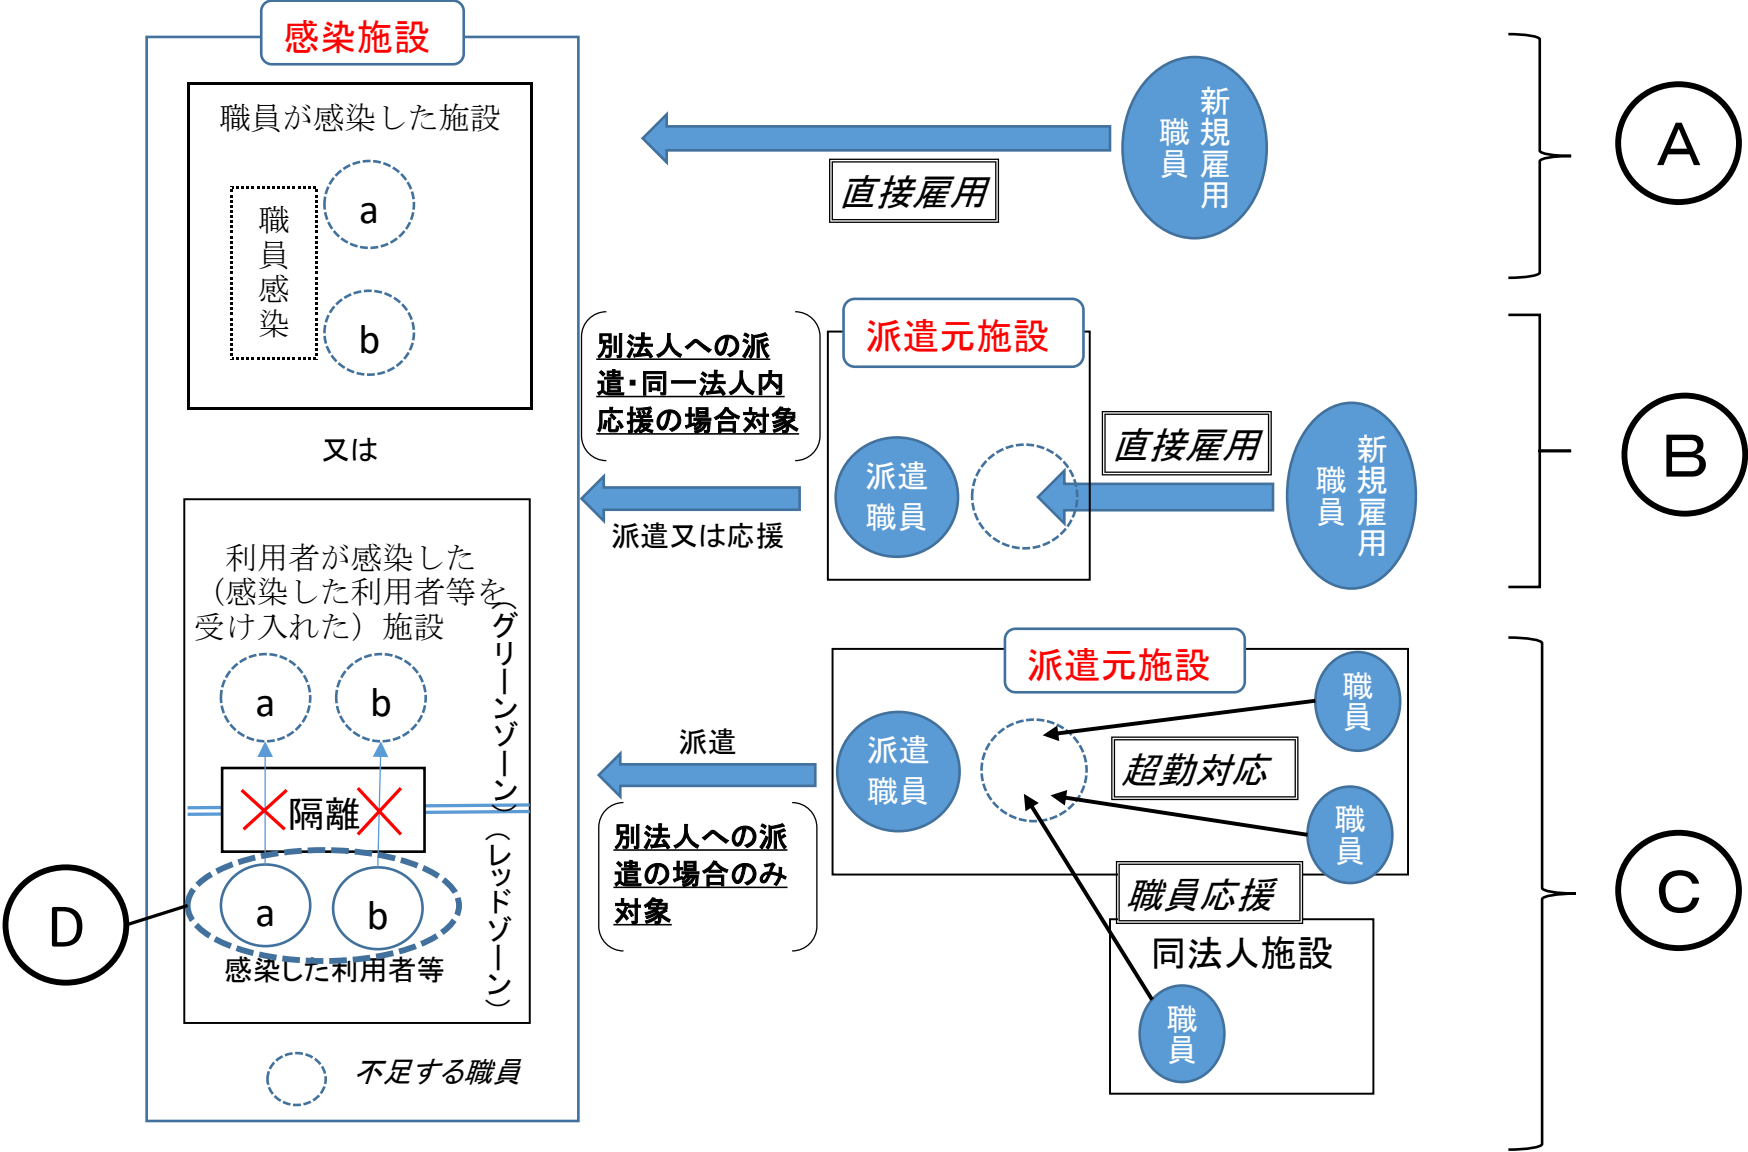 感染施設
職員が感染した施設
職員感染
a
b
又は
利用者が感染した
（感染した利用者等を
受け入れた）施設
（グリーンゾーン）
a
b
隔離
（レッドゾーン）
a
b
感染した利用者等
不足する職員
D
直接雇用
新規雇用
職員
A
別法人への派
遣・同一法人内
応援の場合対象
派遣又は応援
派遣元施設
派遣
職員
直接雇用
新規雇用
職員
B
派遣
別法人への派
遣の場合のみ
対象
派遣元施設
派遣
職員
職員
超勤対応
職員
職員応援
同法人施設
職員
C